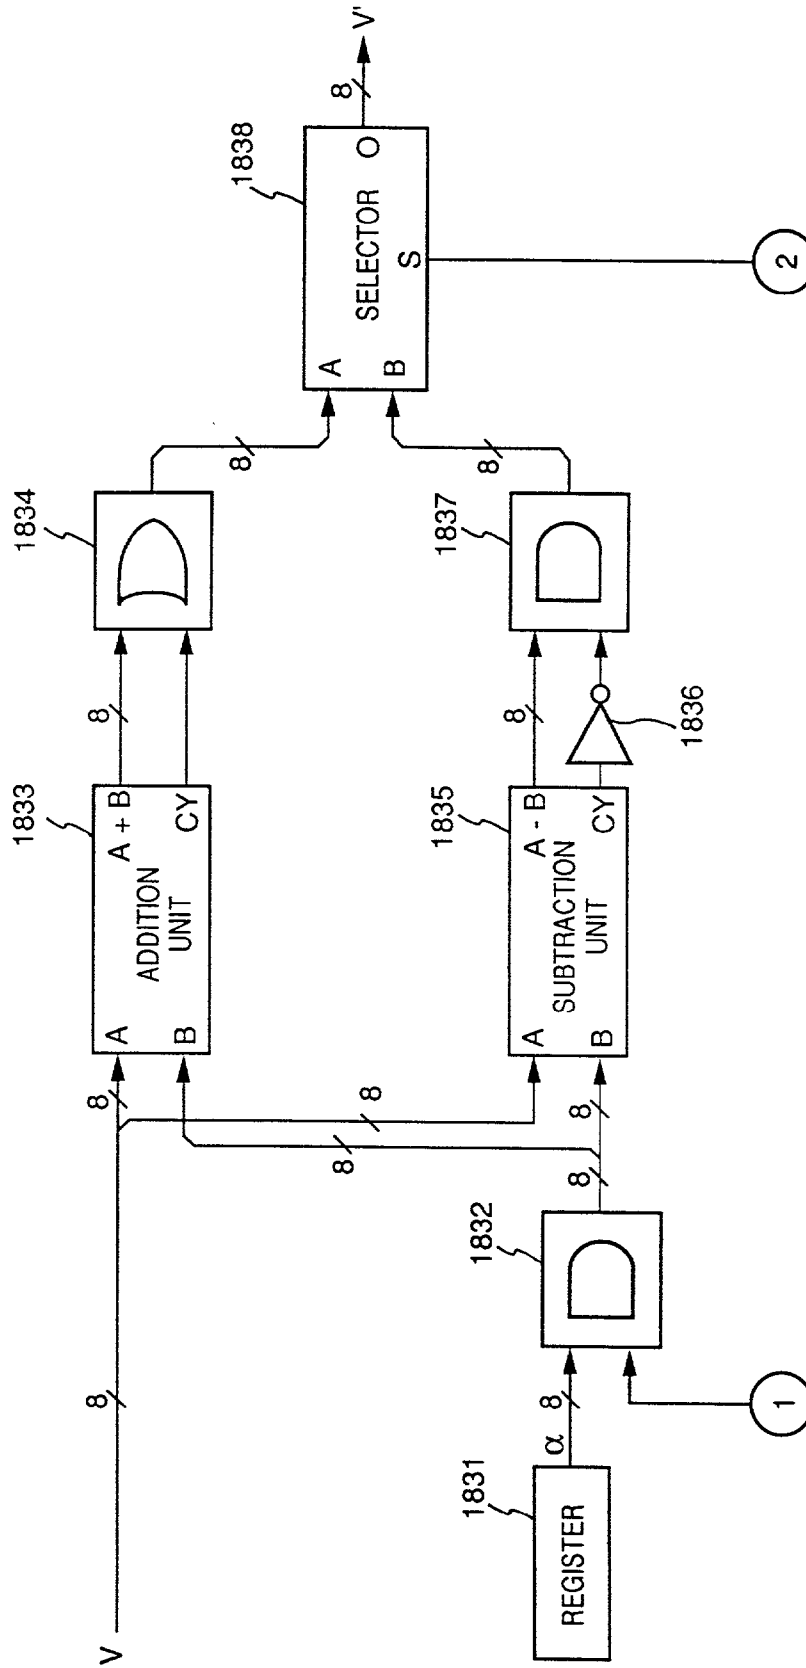 V
8
REGISTER
1831
α
8
1
1832
8
8
8
8
8
ADDITION
UNIT
A
B
A + B
CY
1833
8
SUBTRACTION
UNIT
A
B
A - B
CY
1835
8
1836
1834
8
1837
8
SELECTOR
A
B
S
O
1838
8
V'
2